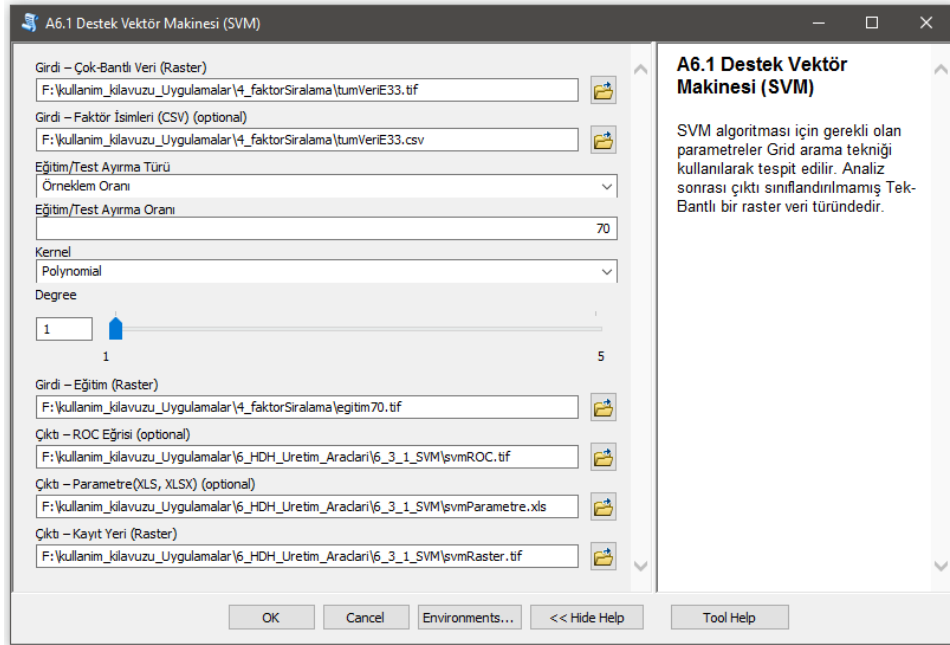 A6.1 Destek Vektör Makinesi (SVM)
Girdi – Çok-Bantlı Veri (Raster)
F:\kullanim_kilavuzu_Uygulamalar\4_faktorSiralama\tumVeriE33.tif
Girdi – Faktör İsimleri (CSV) (optional)
F:\kullanim_kilavuzu_Uygulamalar\4_faktorSiralama\tumVeriE33.csv
Eğitim/Test Ayırma Türü
Örneklem Oranı
Eğitim/Test Ayırma Oranı
70
Kernel
Polynomial
Degree
1
1 5
Girdi – Eğitim (Raster)
F:\kullanim_kilavuzu_Uygulamalar\4_faktorSiralama\egitim70.tif
Çıktı – ROC Eğrisi (optional)
F:\kullanim_kilavuzu_Uygulamalar\6_HDH_Uretim_Araclari\6_3_1_SVM\svmROC.tif
Çıktı – Parametre(XLS, XLSX) (optional)
F:\kullanim_kilavuzu_Uygulamalar\6_HDH_Uretim_Araclari\6_3_1_SVM\svmParametre.xls
Çıktı – Kayıt Yeri (Raster)
F:\kullanim_kilavuzu_Uygulamalar\6_HDH_Uretim_Araclari\6_3_1_SVM\svmRaster.tif
A6.1 Destek Vektör
Makinesi (SVM)
SVM algoritması için gerekli olan
parametreler Grid arama tekniği
kullanılarak tespit edilir. Analiz
sonrası çıktı sınıflandırılmamış Tek-
Bantlı bir raster veri türündedir.
OK Cancel Environments... << Hide Help Tool Help